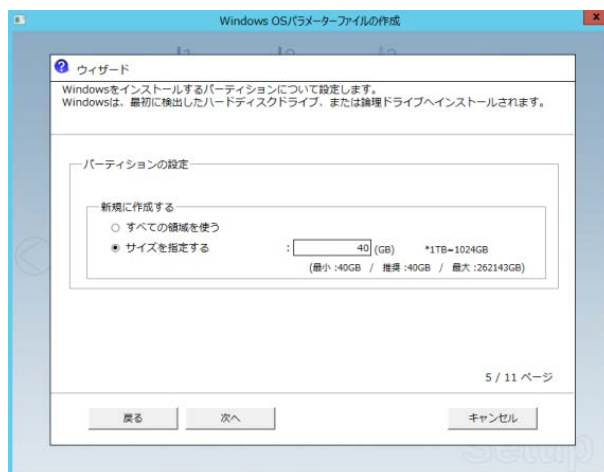 Windows OSパラメーターファイルの作成
x
ウィザード
Windowsをインストールするパーティションについて設定します。
Windowsは、最初に検出したハードディスクドライブ、または論理ドライブへインストールされます。
パーティションの設定
新規に作成する
すべての領域を使う
サイズを指定する : 40 (GB) *1TB=1024GB
(最小 :40GB / 推奨 :40GB / 最大 :262143GB)
5 / 11 ページ
戻る 次へ キャンセル
setup